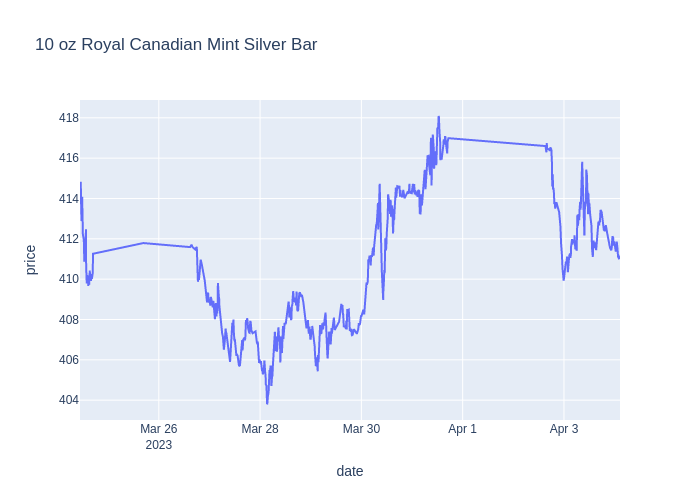 10 oz Royal Canadian Mint Silver Bar
418
416
414
412
410
408
406
404
price
Mar 26
2023
Mar 28
Mar 30
Apr 1
Apr 3
date